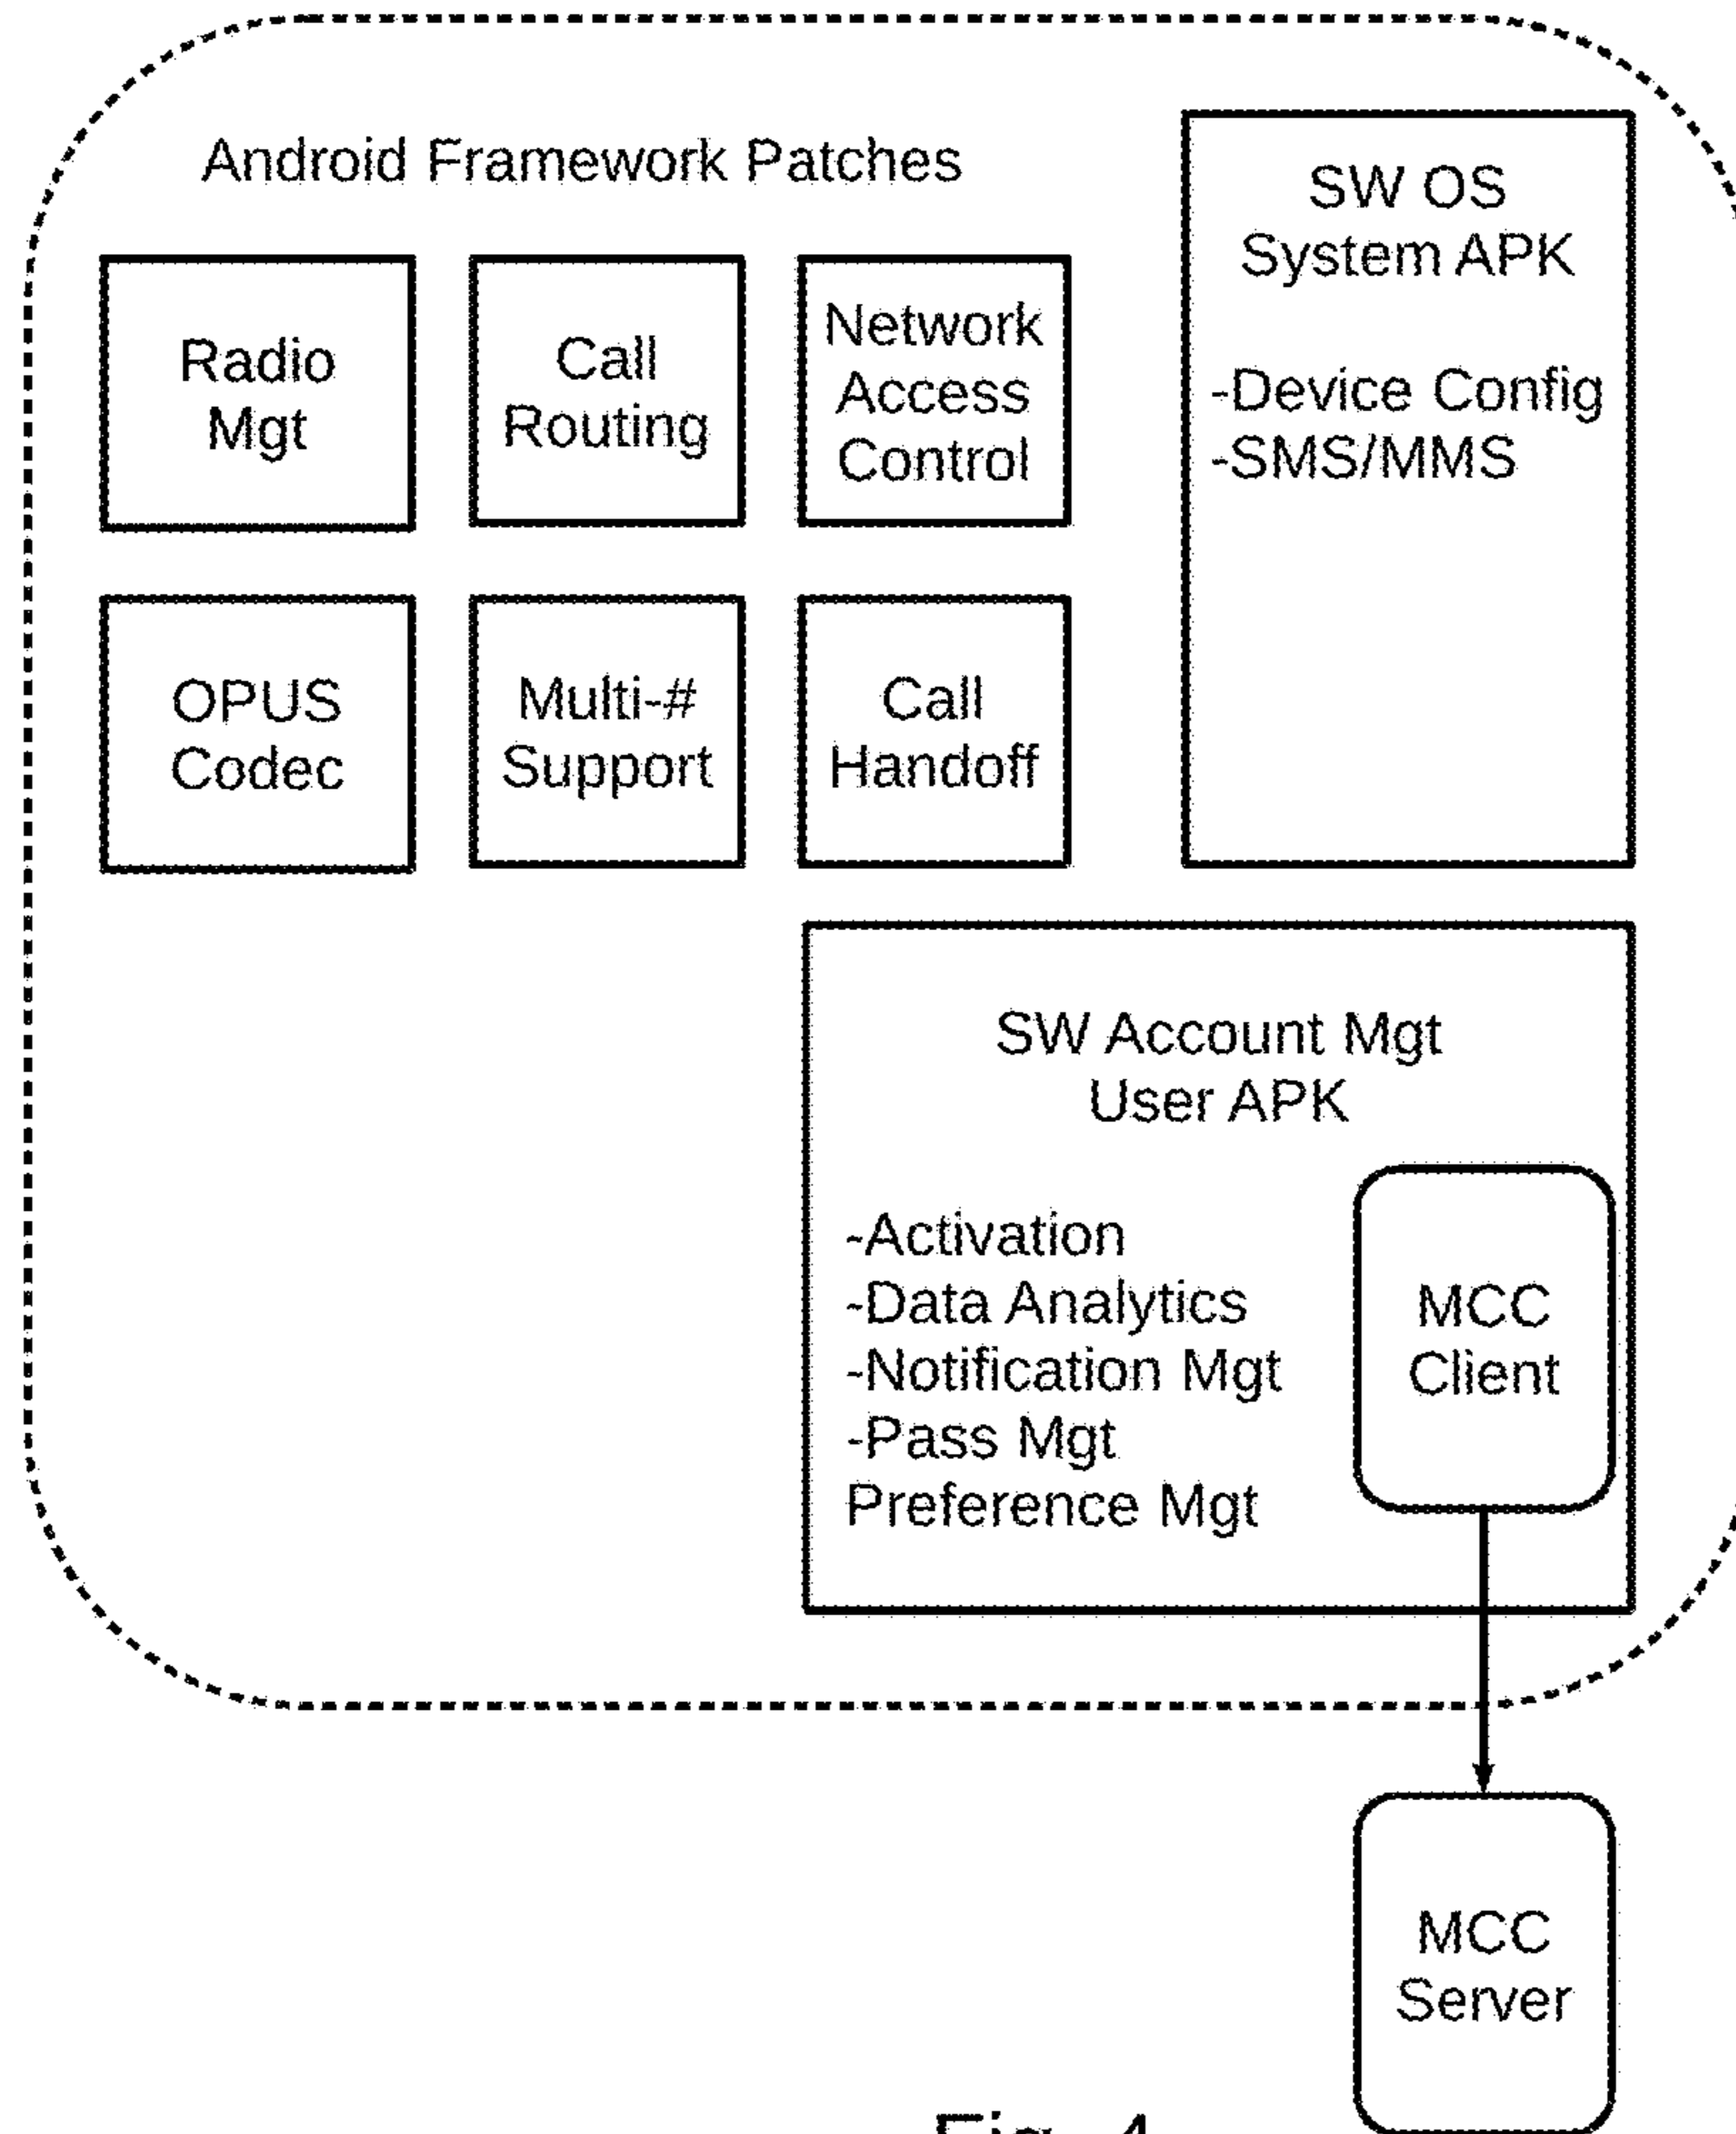 Android Framework Patches
Radio
Mgt
Call
Routing
Network
Access
Control
OPUS
Codec
Multi-#
Support
Call
Handoff
SW OS
System APK
-Device Config
-SMS/MMS
SW Account Mgt
User APK
-Activation
-Data Analytics
-Notification Mgt
-Pass Mgt
Preference Mgt
MCC
Client
MCC
Server
Fig. 4